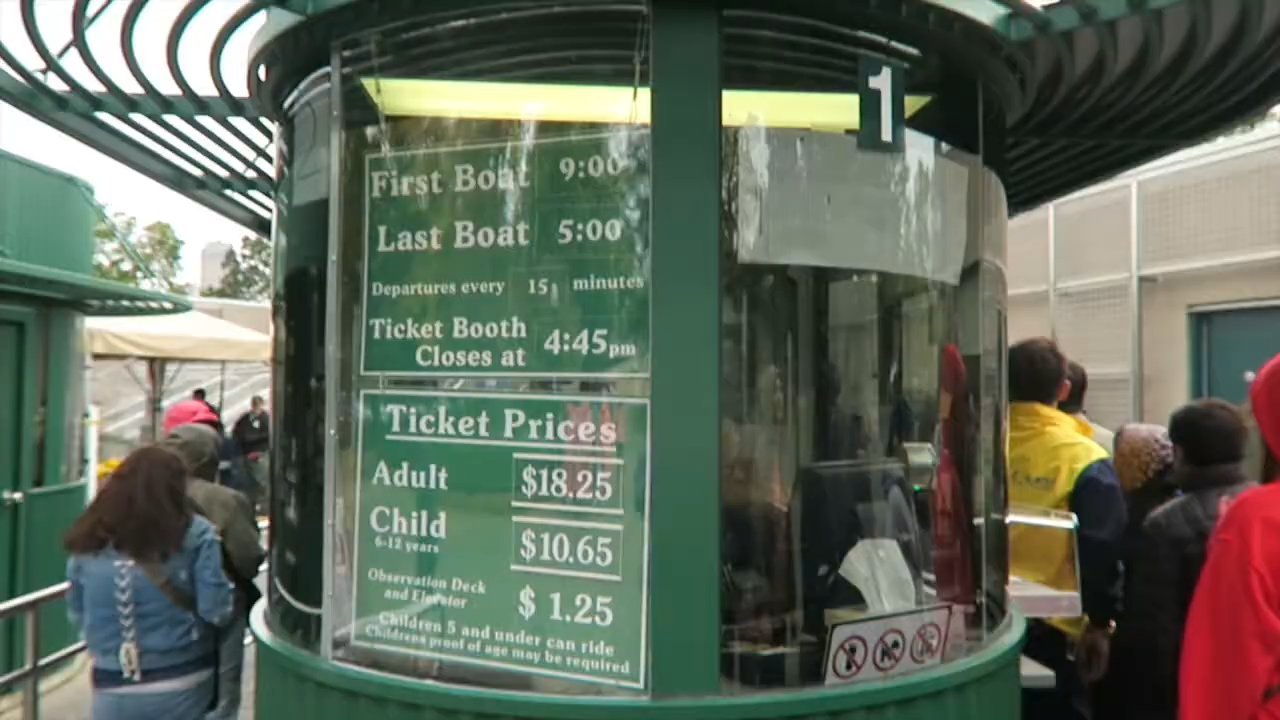 1
First Boat 9:00
Last Boat 5:00
Departures every 15 minutes
Ticket Booth
Closes at 4:45pm
Ticket Prices
Adult $18.25
Child $10.65
6-12 years
Observation Deck
and Elevator $ 1.25
Children 5 and under can ride
Childrens proof of age may be required